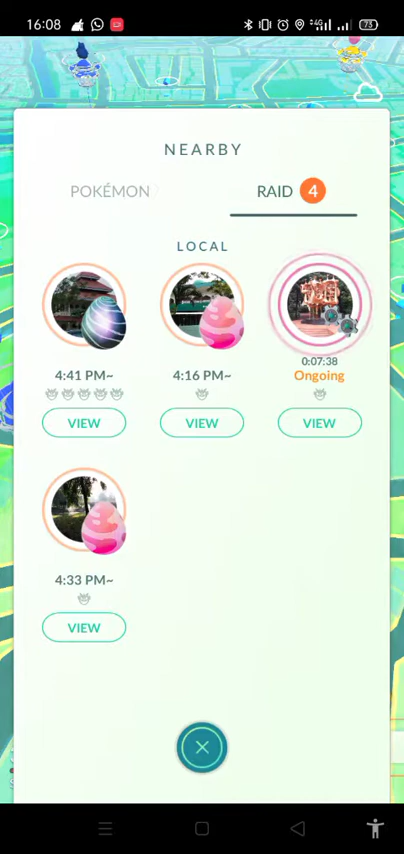 16:08
4G
73
NEARBY
POKÉMON
RAID 4
LOCAL
4:41 PM~
4:16 PM~
0:07:38
Ongoing
VIEW
VIEW
VIEW
4:33 PM~
VIEW